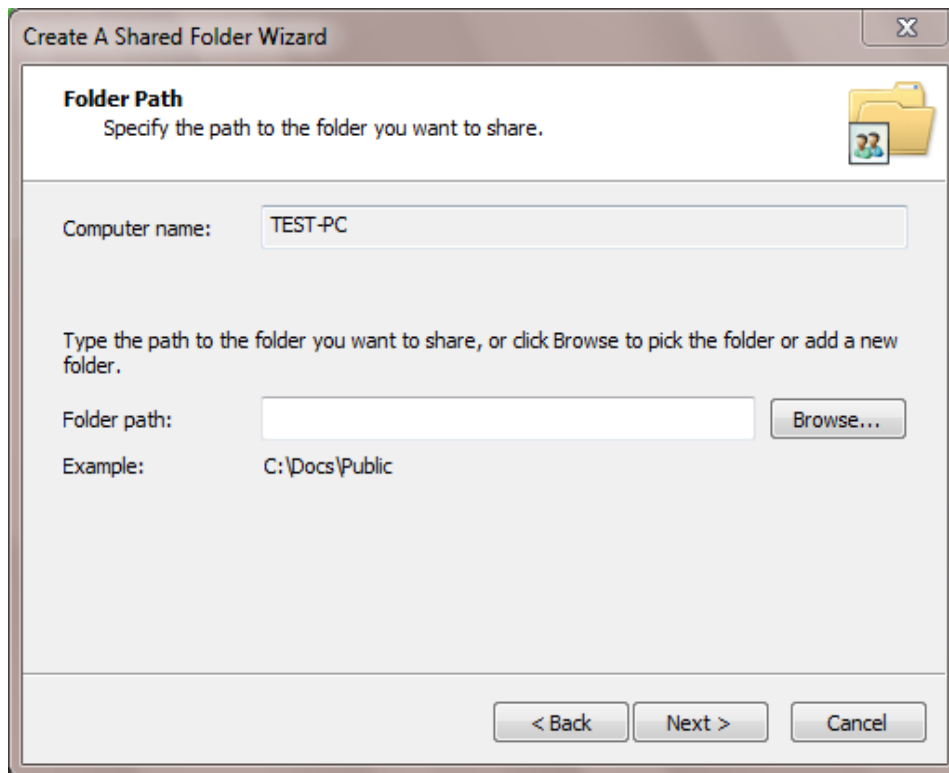 Create A Shared Folder Wizard
Folder Path
Specify the path to the folder you want to share.
Computer name:
TEST-PC
Type the path to the folder you want to share, or click Browse to pick the folder or add a new
folder.
Folder path:
Browse...
Example:
C:\Docs\Public
< Back
Next >
Cancel